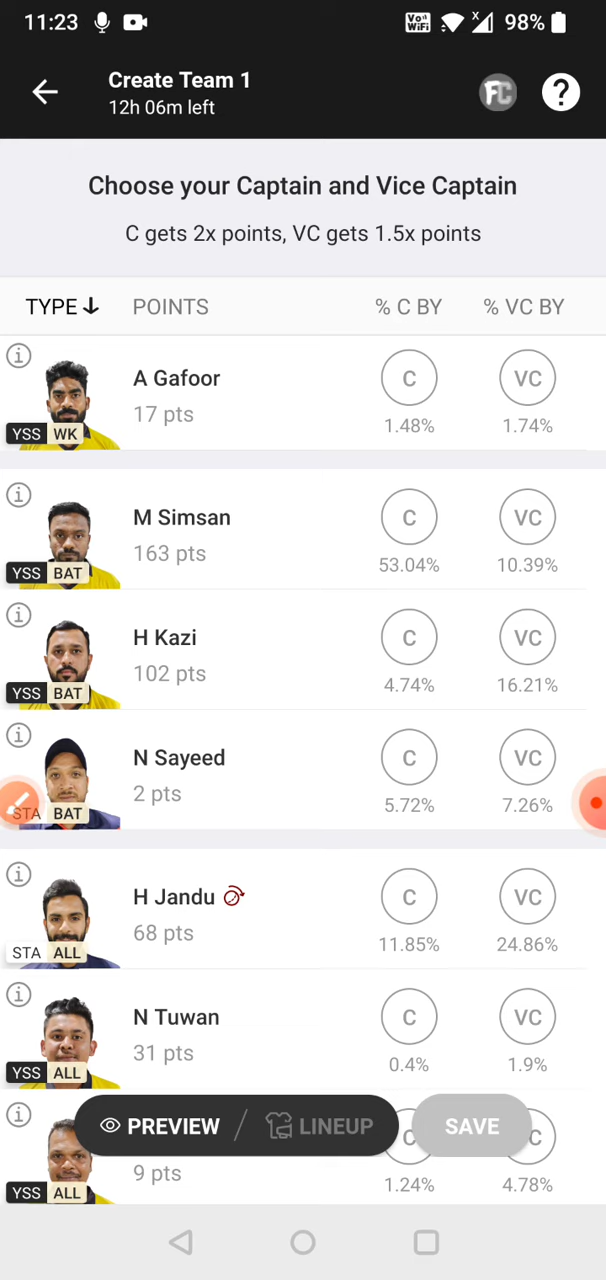 11:23
Vo WiFi
x
98%
Create Team 1
12h 06m left
FC
?
Choose your Captain and Vice Captain
C gets 2x points, VC gets 1.5x points
TYPE POINTS % C BY % VC BY
i
A Gafoor
17 pts
YSS WK
C VC
1.48% 1.74%
i
M Simsan
163 pts
YSS BAT
C VC
53.04% 10.39%
i
H Kazi
102 pts
YSS BAT
C VC
4.74% 16.21%
i
N Sayeed
2 pts
STA BAT
C VC
5.72% 7.26%
i
H Jandu
68 pts
STA ALL
C VC
11.85% 24.86%
i
N Tuwan
31 pts
YSS ALL
C VC
0.4% 1.9%
i
PREVIEW / LINEUP
SAVE
C C
9 pts
YSS ALL
1.24% 4.78%